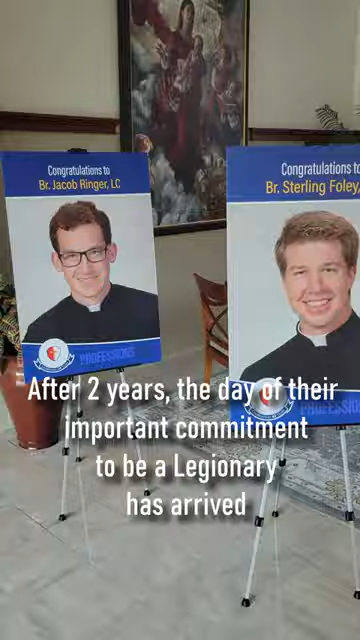 Congratulations to
Br. Jacob Ringer, LC
Congratulations to
Br. Sterling Foley,
PROFESSIONS
PROFESSION
After 2 years, the day of their
important commitment
to be a Legionary
has arrived